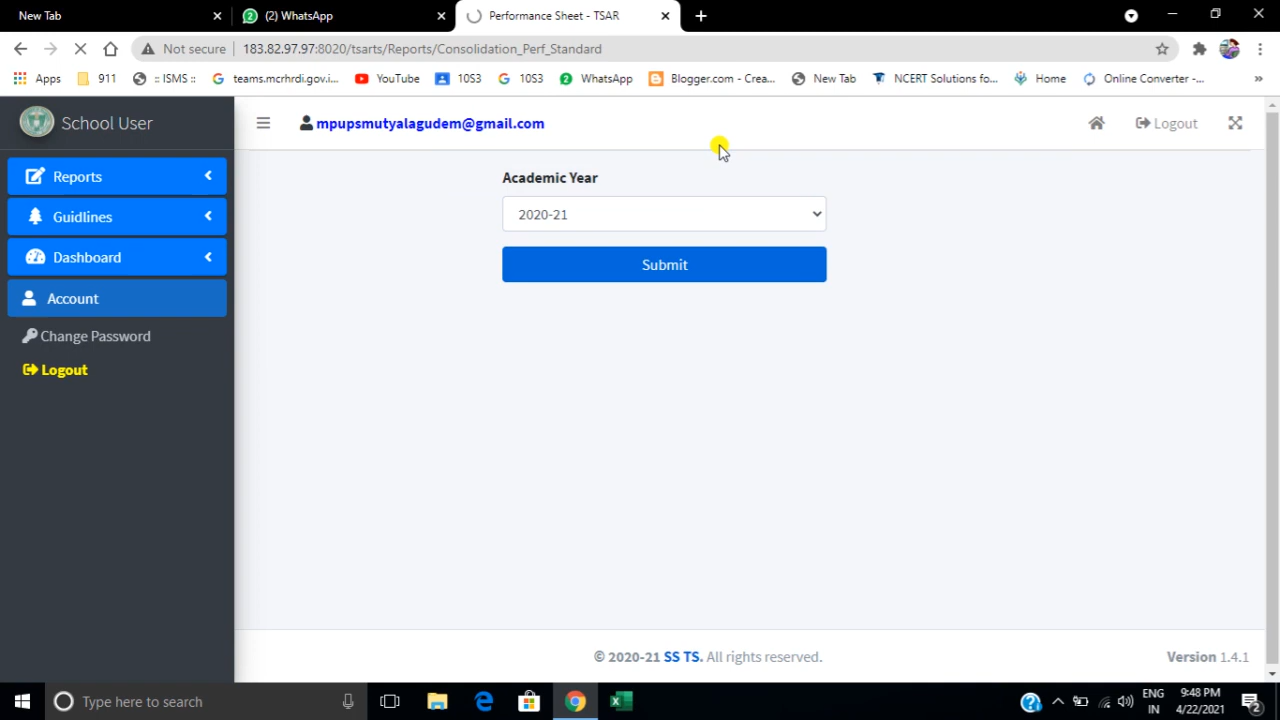 New Tab
(2) WhatsApp
Performance Sheet - TSAR
Not secure
183.82.97.97:8020/tsarts/Reports/Consolidation_Perf_Standard
Apps
911
:: ISMS ::
teams.mcrhrdi.gov.i...
YouTube
10S3
10S3
WhatsApp
Blogger.com - Crea...
New Tab
NCERT Solutions fo...
Home
Online Converter -...
»
School User
mpupsmutyalagudem@gmail.com
Logout
Reports
Guidlines
Dashboard
Account
Change Password
Logout
Academic Year
2020-21
Submit
© 2020-21 SS TS. All rights reserved.
Version 1.4.1
Type here to search
ENG
IN
9:48 PM
4/22/2021
2